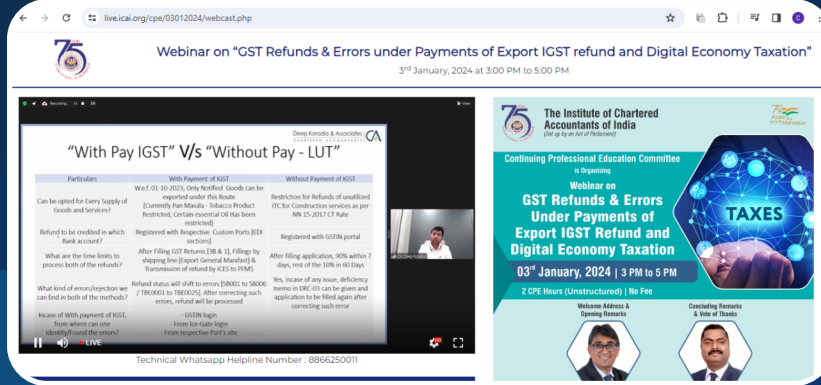 live.icai.org/cpe/03012024/webcast.php
Webinar on “GST Refunds & Errors under Payments of Export IGST refund and Digital Economy Taxation”
3rd January, 2024 at 3:00 PM to 5:00 PM
Recording...
View
Deep Koradia & Associates
CHARTERED ACCOUNTANTS
CA
“With Pay IGST” V/s “Without Pay - LUT”
Particulars
With Payment of IGST
Without Payment of IGST
Can be opted for Every Supply of
Goods and Services?
W.e.f. 01-10-2023, Only Notified Goods can be
exported under this Route
(Currently Pan Masala - Tobacco Product
Restricted, Certain essential Oil Has been
restricted)
Restriction for Refunds of unutilized
ITC for Construction services as per
NN 15-2017 CT Rate
Refund to be credited in which
Bank account?
Registered with Respective Custom Ports [EDI
sections]
Registered with GSTIN portal
What are the time limits to
process both of the refunds?
After Filling GST Returns [3B & 1], Fillings by
shipping line [Export General Manifast] &
Transmission of refund by ICES to PFMS
After filling application, 90% within 7
days, rest of the 10% in 60 Days
What kind of errors/rejection we
can find in both of the methods?
Refund status will shift to errors [SB001 to SB006
/ TBE0001 to TBE0025]. After correcting such
errors, refund will be processed
Yes, incase of any issue, deficiency
memo in DRC-03 can be given and
application to be filled again after
correcting such error
Incase of With payment of IGST,
from where can one
identity/Found the errors?
- GSTIN login
- From Ice-Gate login
- From respective Port's site
LIVE
HD
Technical Whatsapp Helpline Number : 8866250011
75
The Institute of Chartered
Accountants of India
(Set up by an Act of Parliament)
Continuing Professional Education Committee
is Organising
Webinar on
GST Refunds & Errors
Under Payments of
Export IGST Refund and
Digital Economy Taxation
03rd January, 2024 | 3 PM to 5 PM
2 CPE Hours (Unstructured) | No Fee
TAXES
Welcome Address &
Opening Remarks
Concluding Remarks
& Vote of Thanks